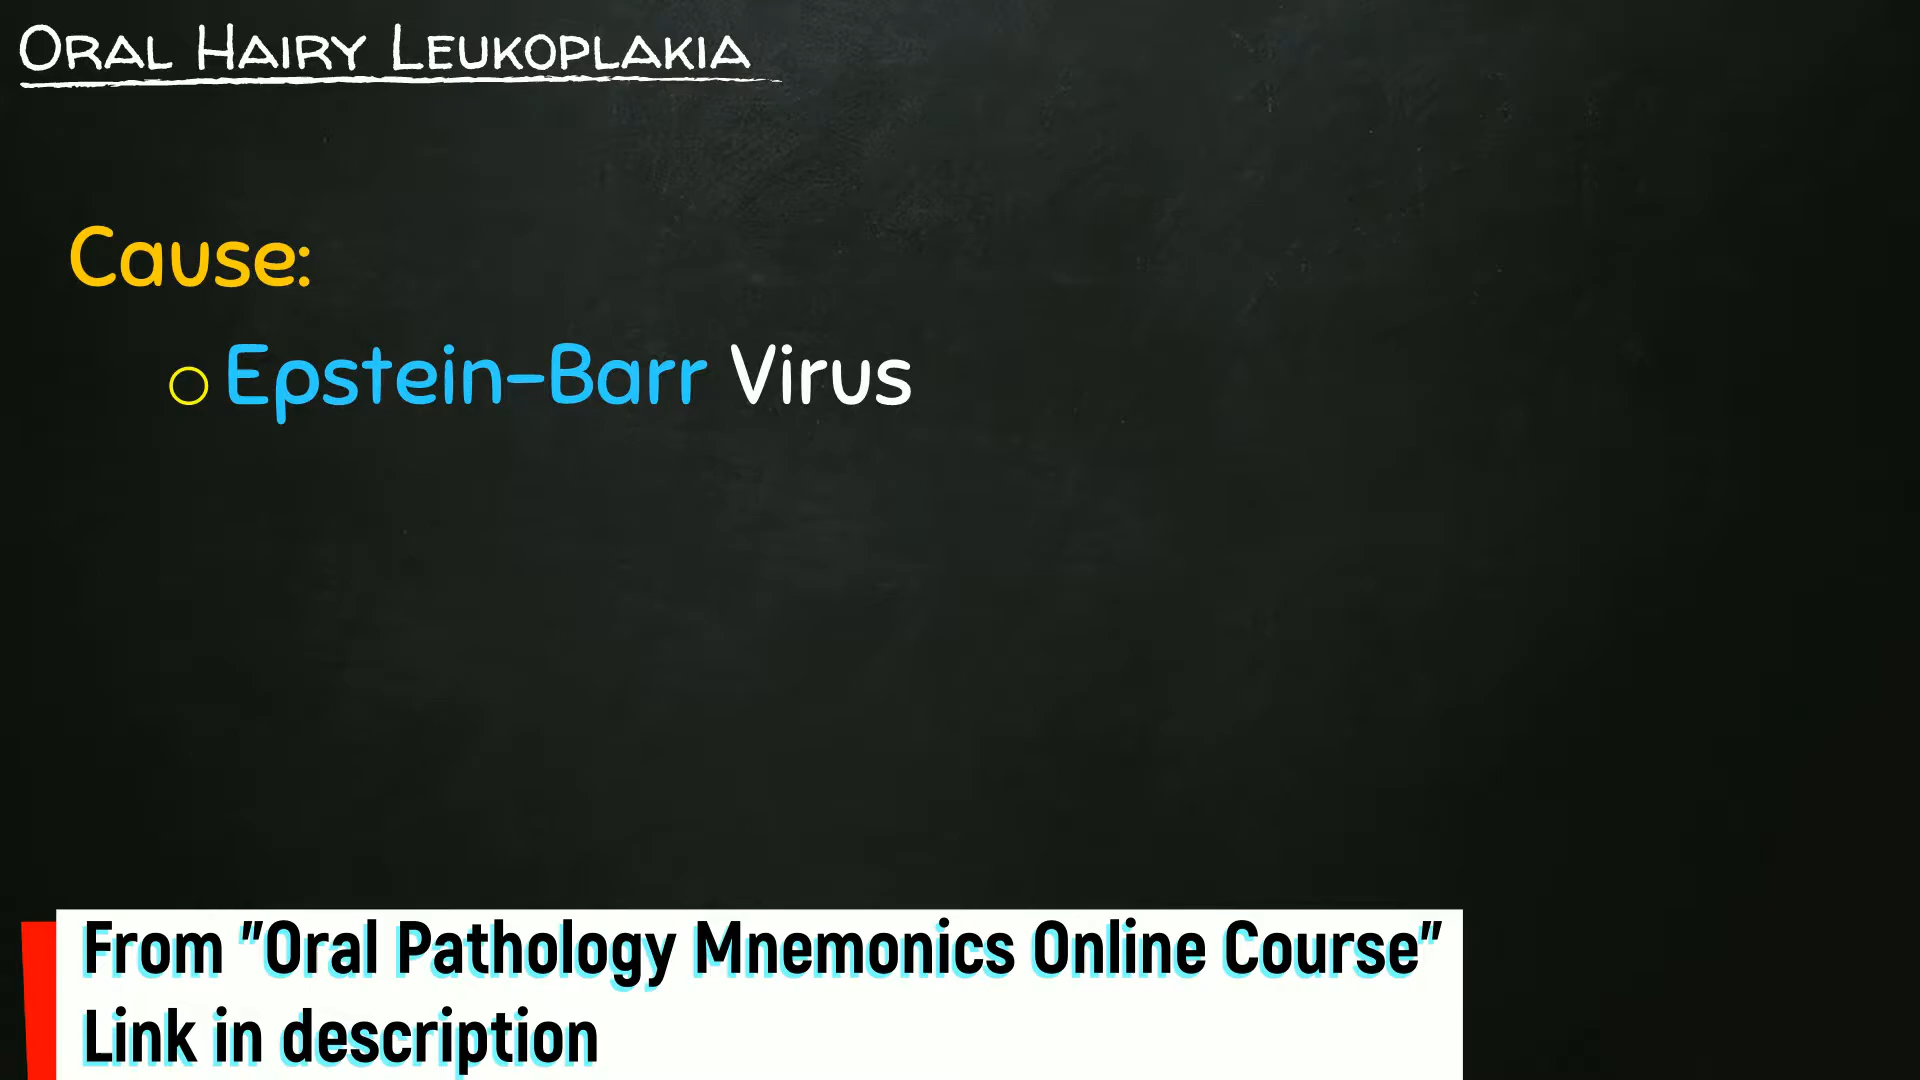 Oral Hairy Leukoplakia
Cause:
Epstein-Barr Virus
From "Oral Pathology Mnemonics Online Course"
Link in description